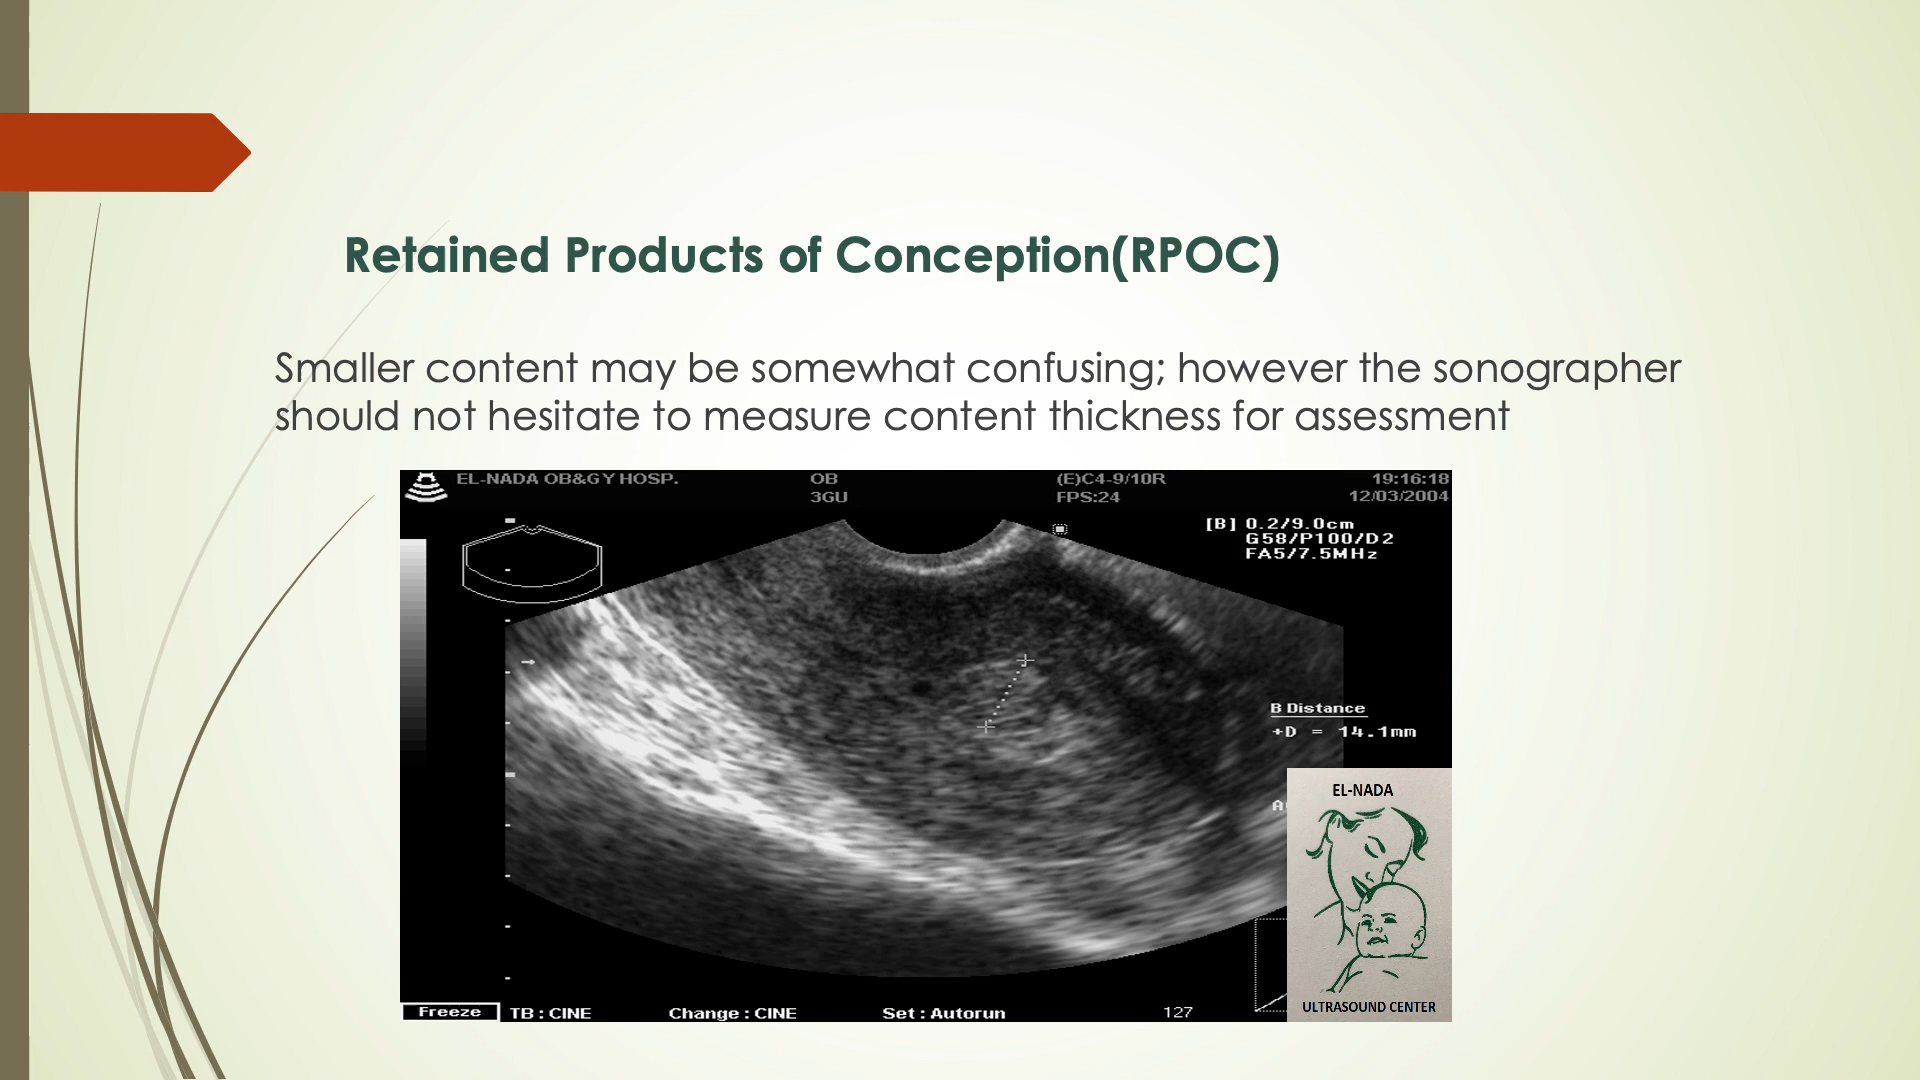 Retained Products of Conception(RPOC)
Smaller content may be somewhat confusing; however the sonographer
should not hesitate to measure content thickness for assessment
EL-NADA OB&GY HOSP. OB (E)C4-9/10R 19:16:18
3GU FPS:24 12/03/2004
[B] 0.2/9.0cm
G58/P100/D2
FA5/7.5MHz
B Distance
+D = 14.1mm
EL-NADA
ULTRASOUND CENTER
Freeze TB : CINE Change : CINE Set : Autorun 127